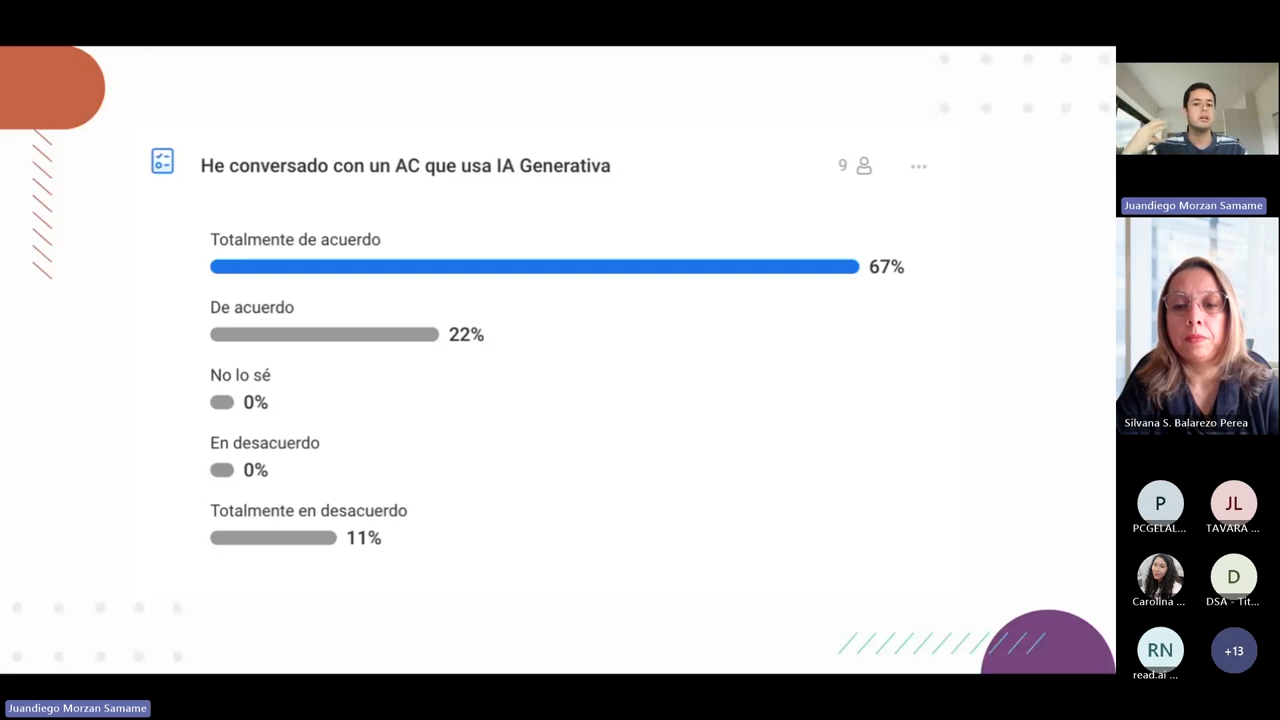 He conversado con un AC que usa IA Generativa
9
Totalmente de acuerdo
67%
De acuerdo
22%
No lo sé
0%
En desacuerdo
0%
Totalmente en desacuerdo
11%
Juandiego Morzan Samame
Silvana S. Balarezo Perea
P
PCGELAL...
JL
TAVARA ...
Carolina ...
D
DSA - Tit...
RN
read.ai ...
+13
Juandiego Morzan Samame